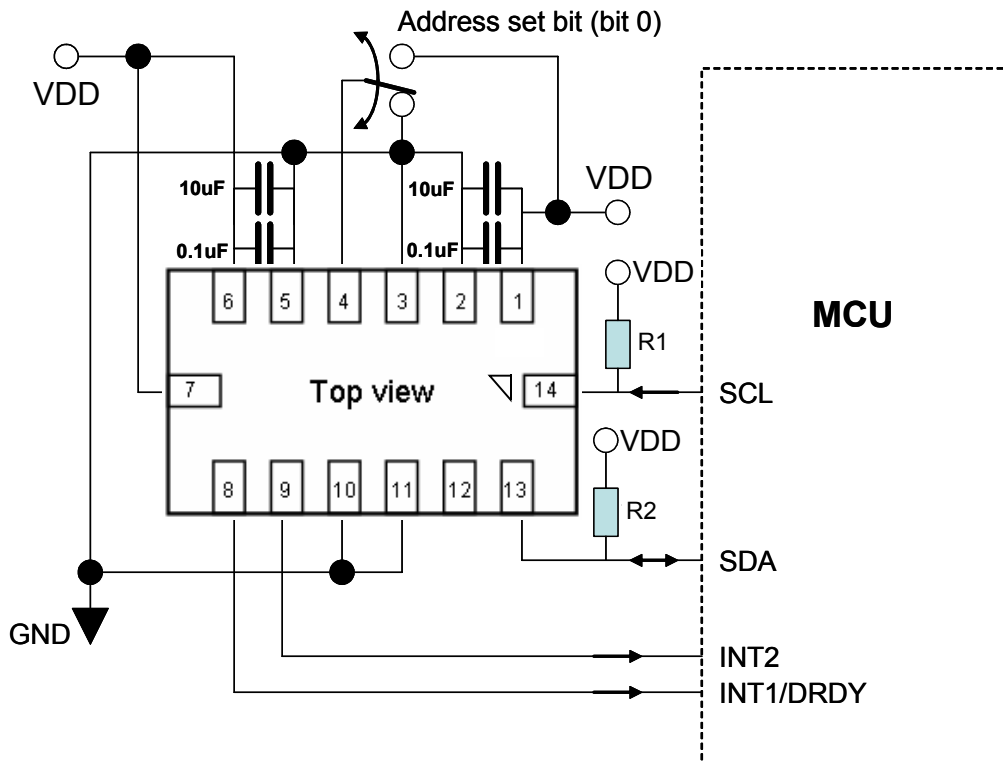 Address set bit (bit 0)
VDD
VDD
10uF
10uF
0.1uF
0.1uF
6
5
4
3
2
1
VDD
R1
MCU
7
Top view
14
SCL
VDD
8
9
10
11
12
13
R2
SDA
GND
INT2
INT1/DRDY